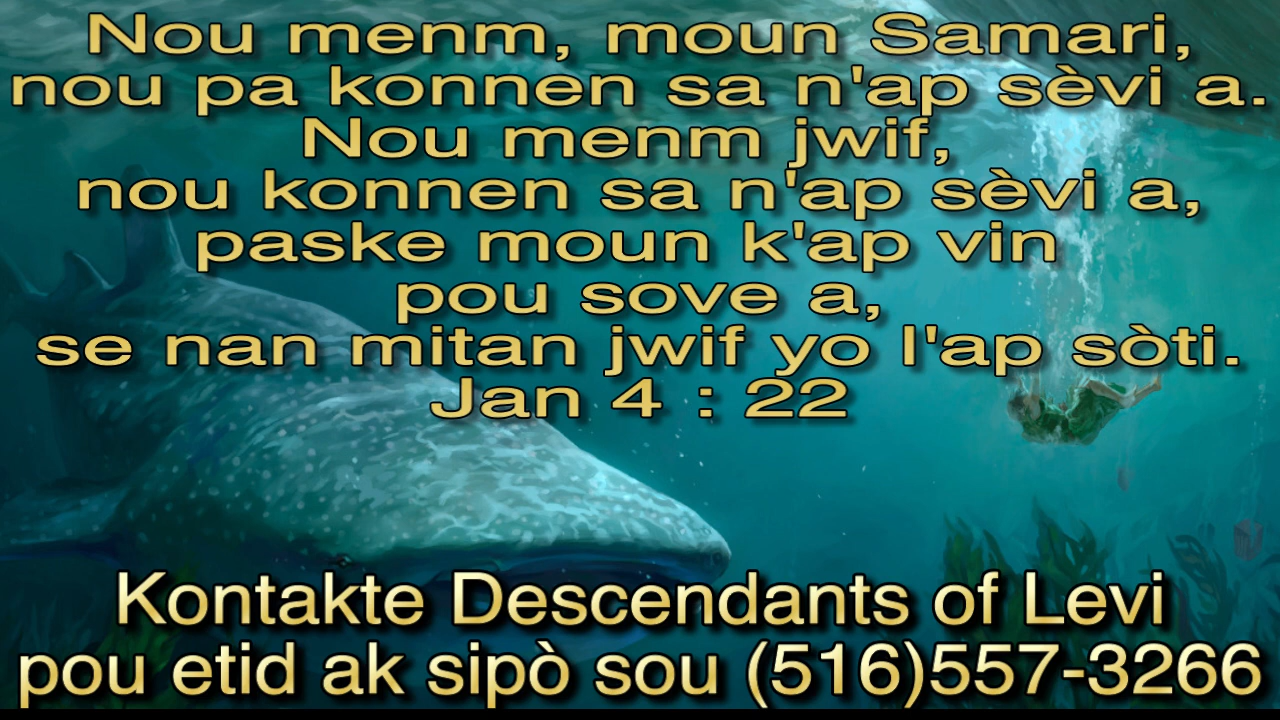 Nou menm, moun Samari,
nou pa konnen sa n'ap sèvi a.
Nou menm jwif,
nou konnen sa n'ap sèvi a,
paske moun k'ap vin
pou sove a,
se nan mitan jwif yo l'ap sòti.
Jan 4 : 22
Kontakte Descendants of Levi
pou etid ak sipò sou (516)557-3266